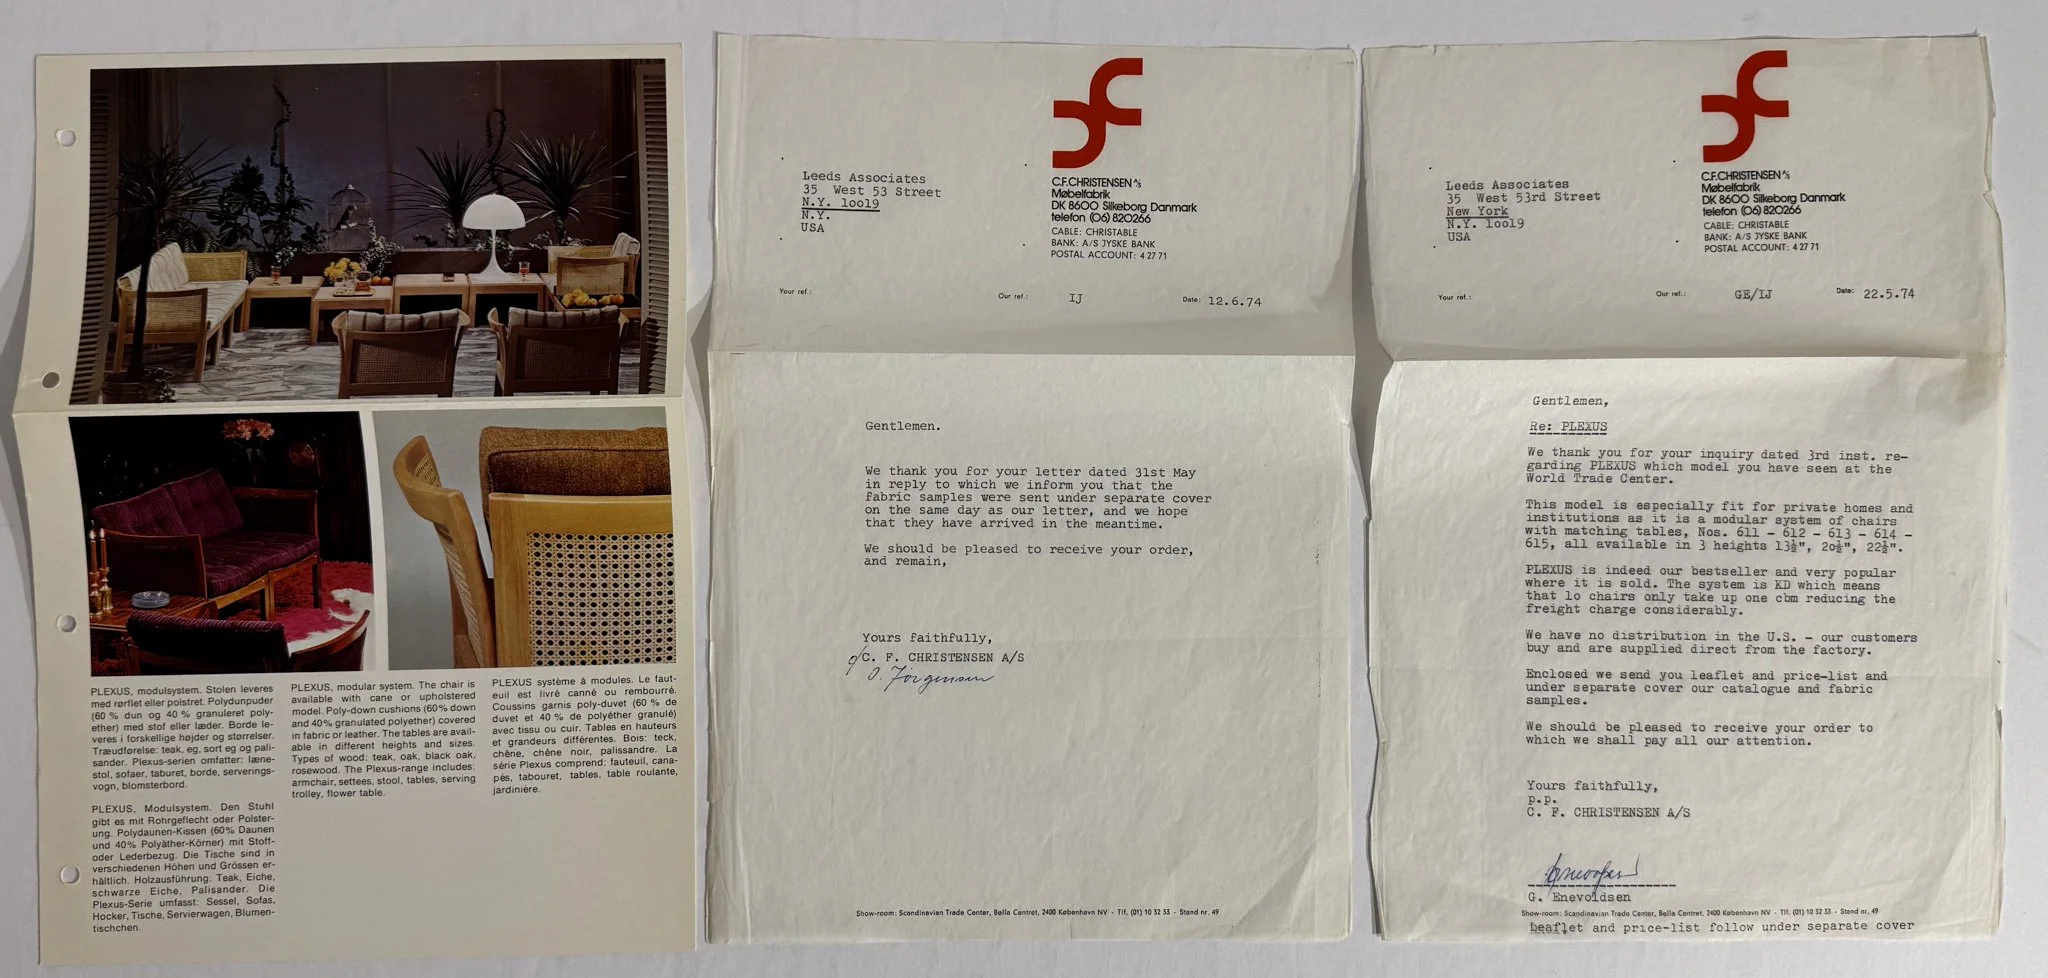 PLEXUS, modulsystem. Stolen leveres
med rørflet eller polstret. Polydunpuder
(60 % dun og 40 % granuleret poly-
ether) med stof eller læder. Borde le-
veres i forskellige højder og størrelser.
Træudførelse: teak, eg, sort eg og pali-
sander. Plexus-serien omfatter: læne-
stol, sofaer, taburet, borde, serverings-
vogn, blomsterbord.
PLEXUS, Modulsystem. Den Stuhl
gibt es mit Rohrgeflecht oder Polster-
ung. Polydaunen-Kissen (60% Daunen
und 40% Polyäther-Körner) mit Stoff-
oder Lederbezug. Die Tische sind in
verschiedenen Höhen und Grössen er-
hältlich. Holzausführung: Teak, Eiche,
schwarze Eiche, Palisander. Die
Plexus-Serie umfasst: Sessel, Sofas,
Hocker, Tische, Servierwagen, Blumen-
tischchen.
PLEXUS, modular system. The chair is
available with cane or upholstered
model. Poly-down cushions (60% down
and 40% granulated polyether) covered
in fabric or leather. The tables are avail-
able in different heights and sizes.
Types of wood: teak, oak, black oak,
rosewood. The Plexus-range includes:
armchair, settees, stool, tables, serving
trolley, flower table.
PLEXUS système à modules. Le faut-
euil est livré canné ou rembourré.
Coussins garnis poly-duvet (60 % de
duvet et 40 % de polyéther granulé)
avec tissu ou cuir. Tables en hauteurs
et grandeurs différentes. Bois: teck,
chêne, chêne noir, palissandre. La
série Plexus comprend: fauteuil, cana-
pés, tabouret, tables, table roulante,
jardinière.
Leeds Associates
35 West 53 Street
N.Y. 10019
N.Y.
USA
C.F.CHRISTENSEN A/S
Møbelfabrik
DK 8600 Silkeborg Danmark
telefon (06) 820266
CABLE: CHRISTABLE
BANK: A/S JYSKE BANK
POSTAL ACCOUNT: 4 27 71
Your ref.: Our ref.: IJ Date: 12.6.74
Gentlemen.
We thank you for your letter dated 31st May
in reply to which we inform you that the
fabric samples were sent under separate cover
on the same day as our letter, and we hope
that they have arrived in the meantime.
We should be pleased to receive your order,
and remain,
Yours faithfully,
C. F. CHRISTENSEN A/S
J. Jørgensen
Show-room: Scandinavian Trade Center, Bella Centret, 2400 København NV - Tlf. (01) 10 32 33 - Stand nr. 49
Leeds Associates
35 West 53rd Street
New York
N.Y. 10019
USA
C.F.CHRISTENSEN A/S
Møbelfabrik
DK 8600 Silkeborg Danmark
telefon (06) 820266
CABLE: CHRISTABLE
BANK: A/S JYSKE BANK
POSTAL ACCOUNT: 4 27 71
Your ref.: Our ref.: GE/IJ Date: 22.5.74
Gentlemen,
Re: PLEXUS
We thank you for your inquiry dated 3rd inst. re-
garding PLEXUS which model you have seen at the
World Trade Center.
This model is especially fit for private homes and
institutions as it is a modular system of chairs
with matching tables, Nos. 611 - 612 - 613 - 614 -
615, all available in 3 heights 13½", 20½", 22½".
PLEXUS is indeed our bestseller and very popular
where it is sold. The system is KD which means
that 10 chairs only take up one cbm reducing the
freight charge considerably.
We have no distribution in the U.S. - our customers
buy and are supplied direct from the factory.
Enclosed we send you leaflet and price-list and
under separate cover our catalogue and fabric
samples.
We should be pleased to receive your order to
which we shall pay all our attention.
Yours faithfully,
p.p.
C. F. CHRISTENSEN A/S
G. Enevoldsen
Show-room: Scandinavian Trade Center, Bella Centret, 2400 København NV - Tlf. (01) 10 32 33 - Stand nr. 49
Leaflet and price-list follow under separate cover